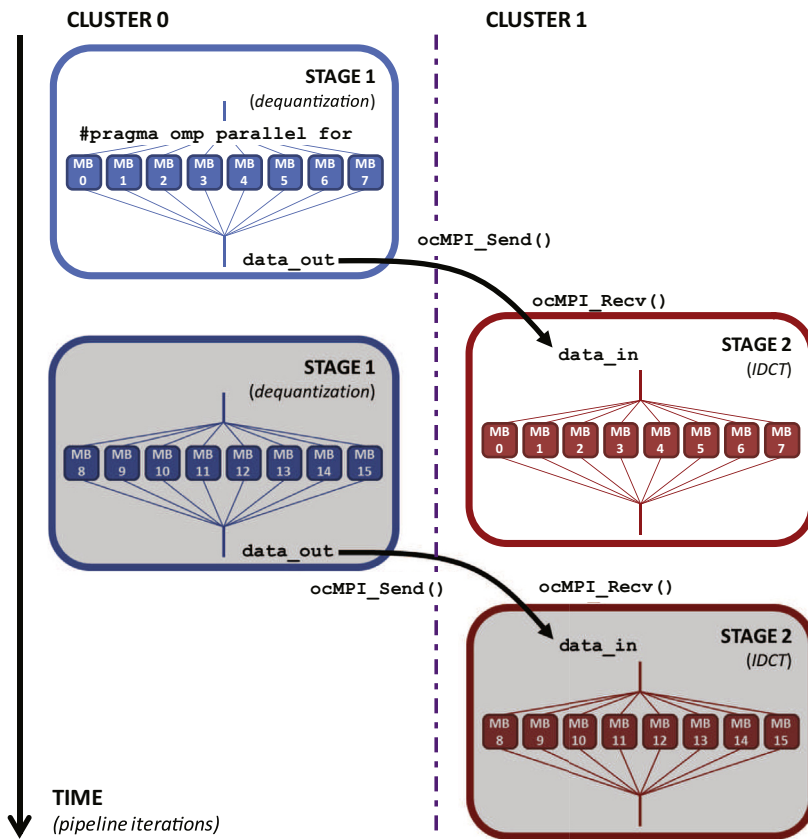 CLUSTER 0
CLUSTER 1
STAGE 1
(dequantization)
#pragma omp parallel for
MB 0
MB 1
MB 2
MB 3
MB 4
MB 5
MB 6
MB 7
data_out
ocMPI_Send()
ocMPI_Recv()
STAGE 2
data_in
(IDCT)
MB 0
MB 1
MB 2
MB 3
MB 4
MB 5
MB 6
MB 7
STAGE 1
(dequantization)
MB 8
MB 9
MB 10
MB 11
MB 12
MB 13
MB 14
MB 15
data_out
ocMPI_Send()
ocMPI_Recv()
STAGE 2
data_in
(IDCT)
MB 8
MB 9
MB 10
MB 11
MB 12
MB 13
MB 14
MB 15
TIME
(pipeline iterations)